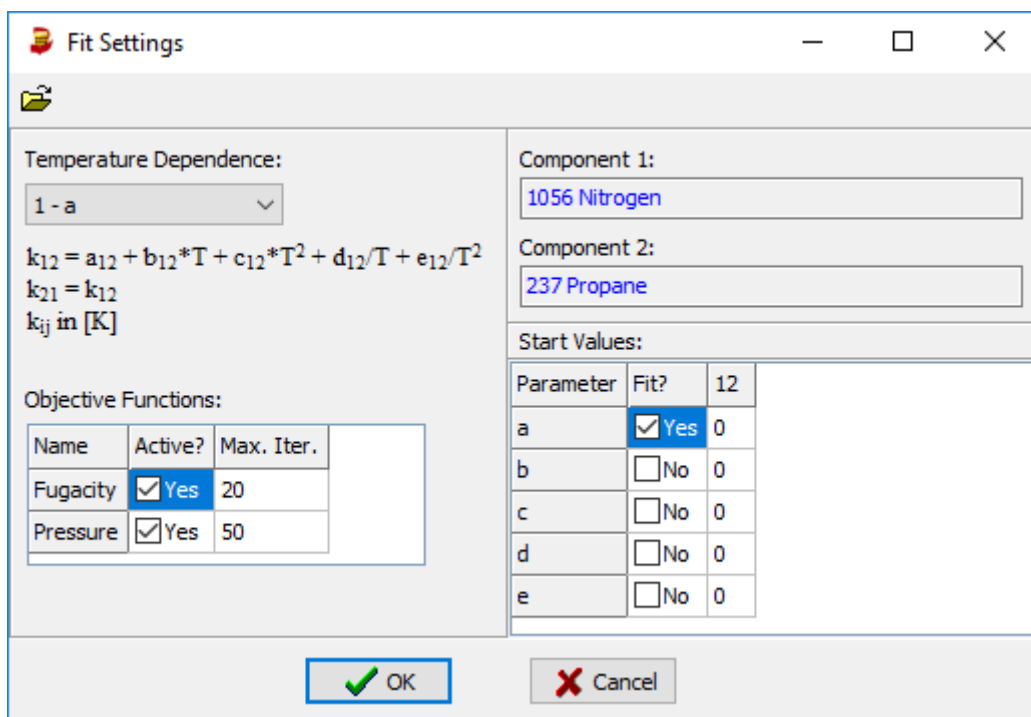 Fit Settings
Temperature Dependence:
1 - a
k₁₂ = a₁₂ + b₁₂*T + c₁₂*T² + d₁₂/T + e₁₂/T²
k₂₁ = k₁₂
kᵢⱼ in [K]
Objective Functions:
Name Active? Max. Iter.
Fugacity Yes 20
Pressure Yes 50
Component 1:
1056 Nitrogen
Component 2:
237 Propane
Start Values:
Parameter Fit? 12
a Yes 0
b No 0
c No 0
d No 0
e No 0
OK
Cancel